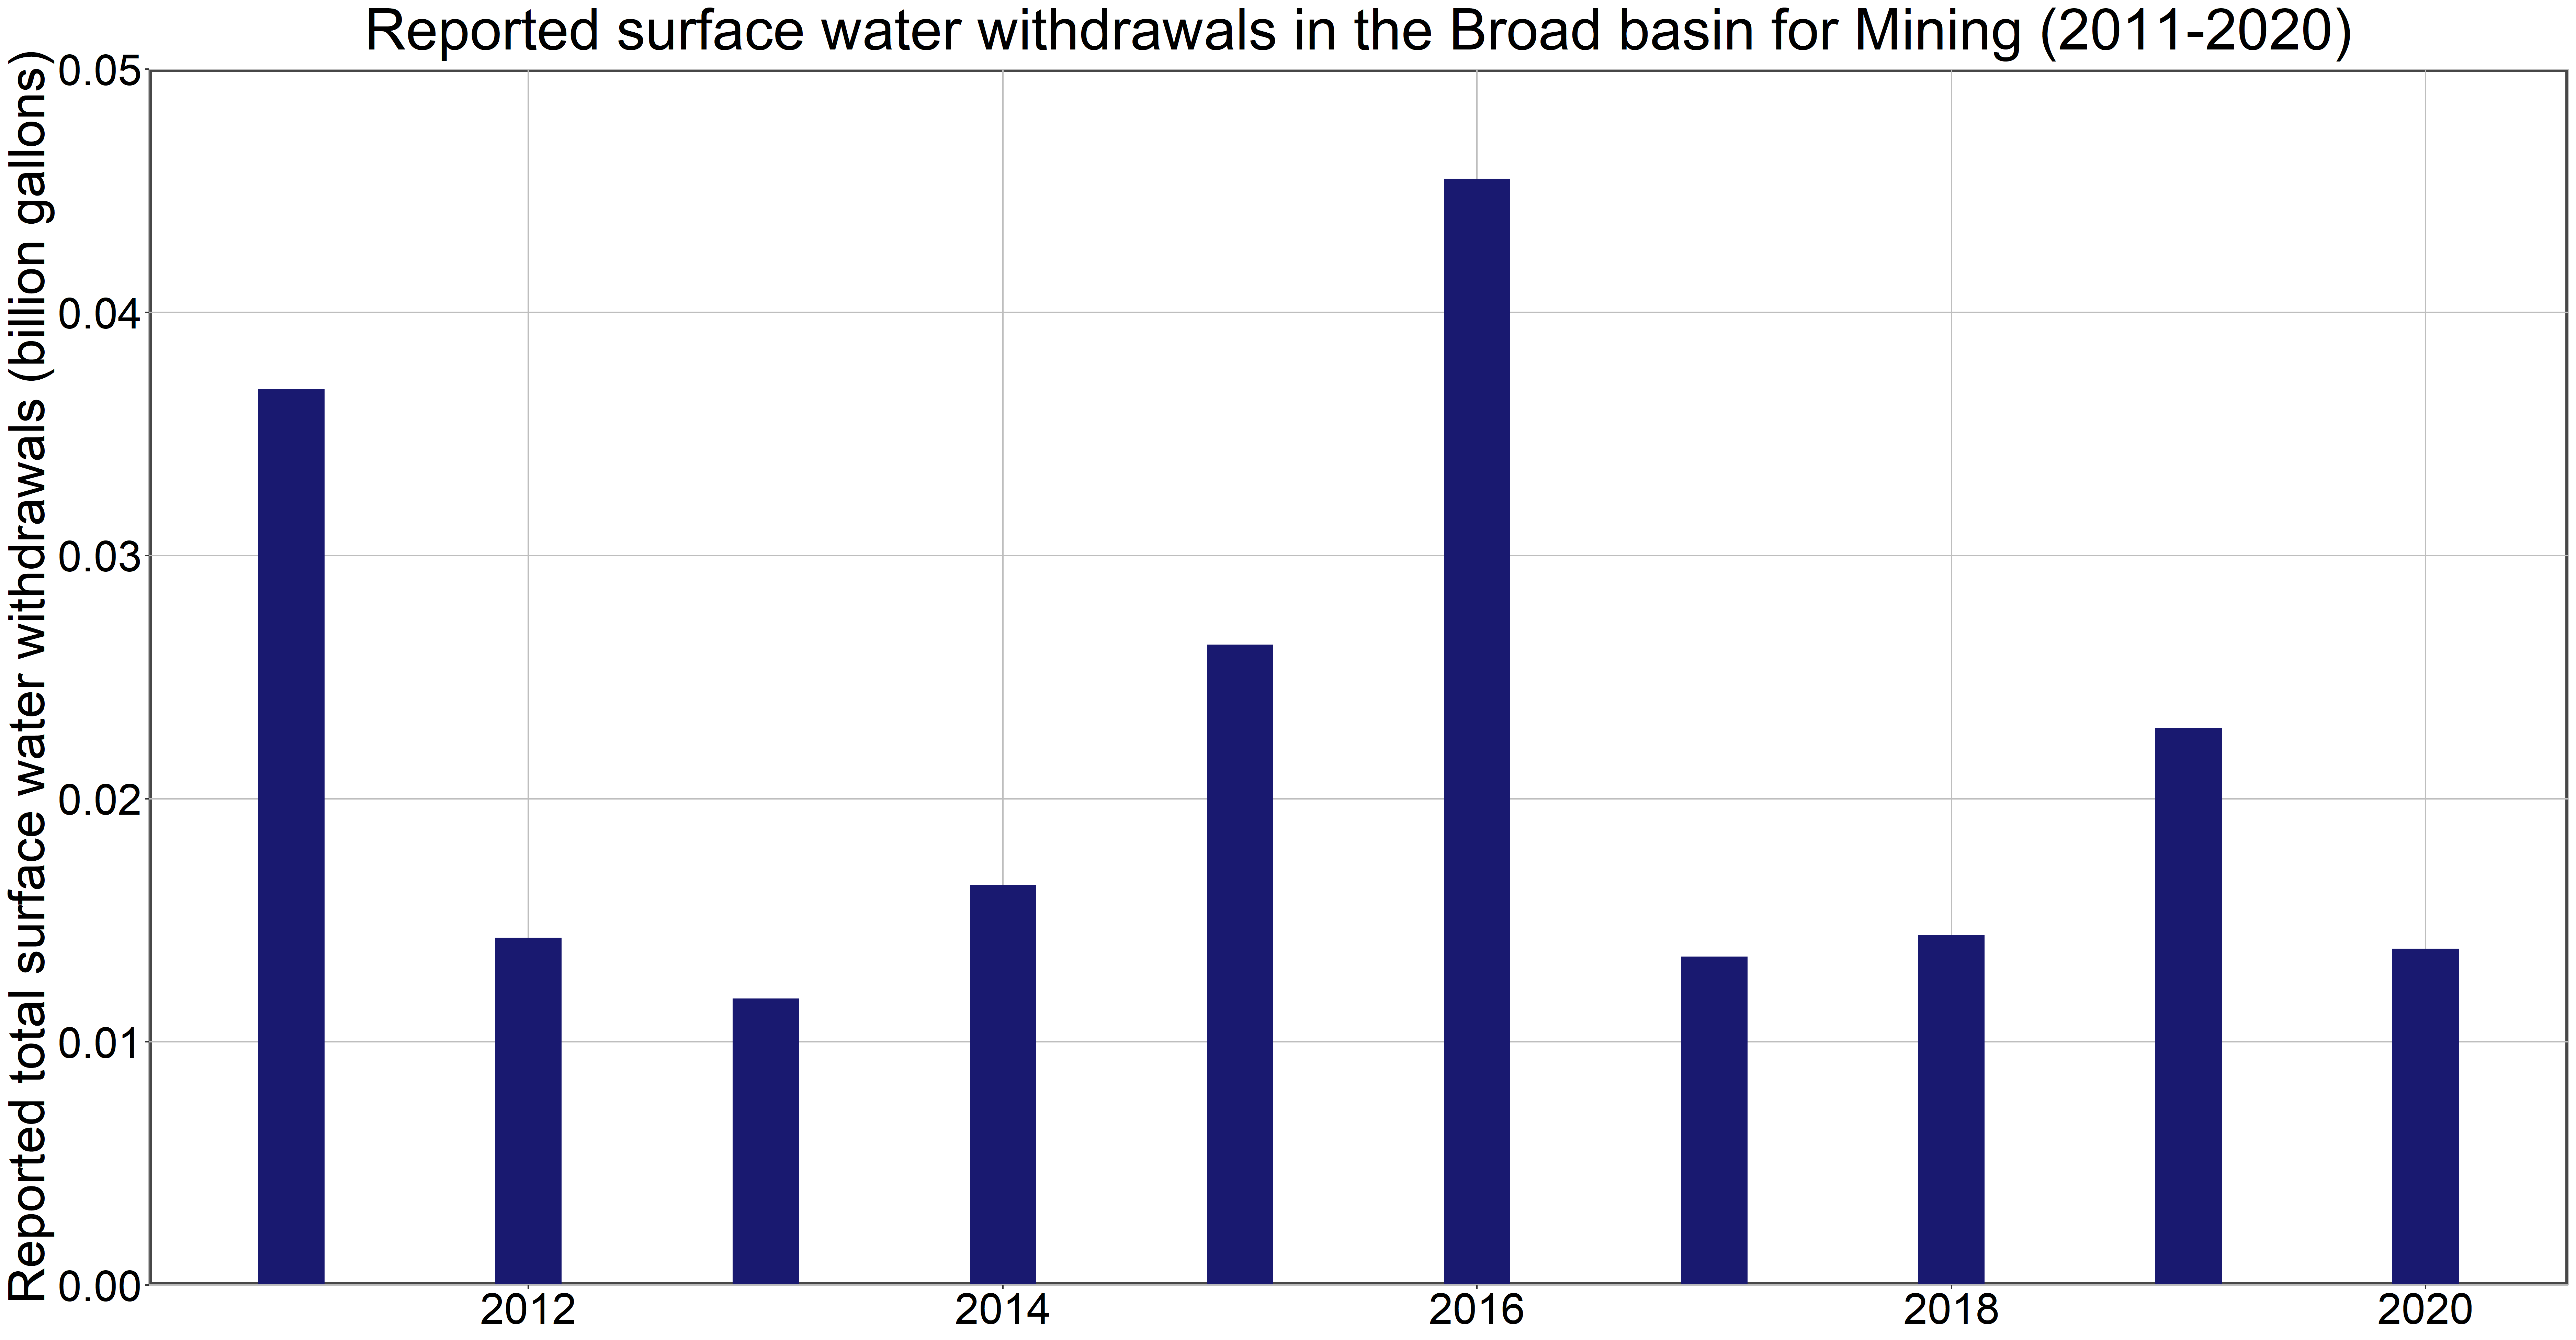 Reported surface water withdrawals in the Broad basin for Mining (2011-2020)
Reported total surface water withdrawals (billion gallons)
0.05
0.04
0.03
0.02
0.01
0.00
2012 2014 2016 2018 2020